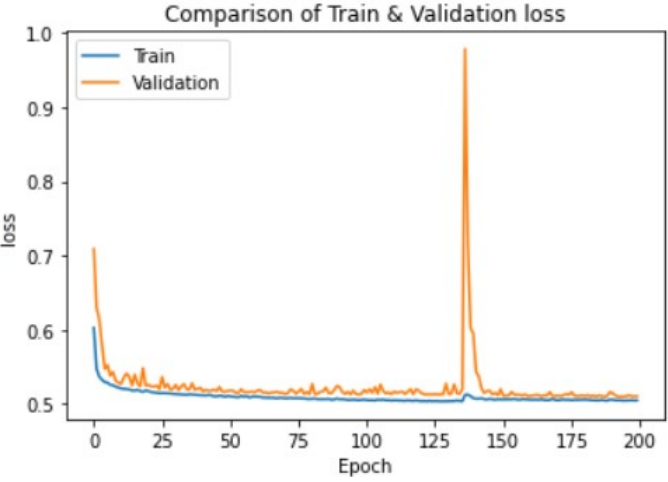 Comparison of Train & Validation loss
1.0
Train
Validation
0.9
0.8
0.7
0.6
0.5
loss
0 25 50 75 100 125 150 175 200
Epoch